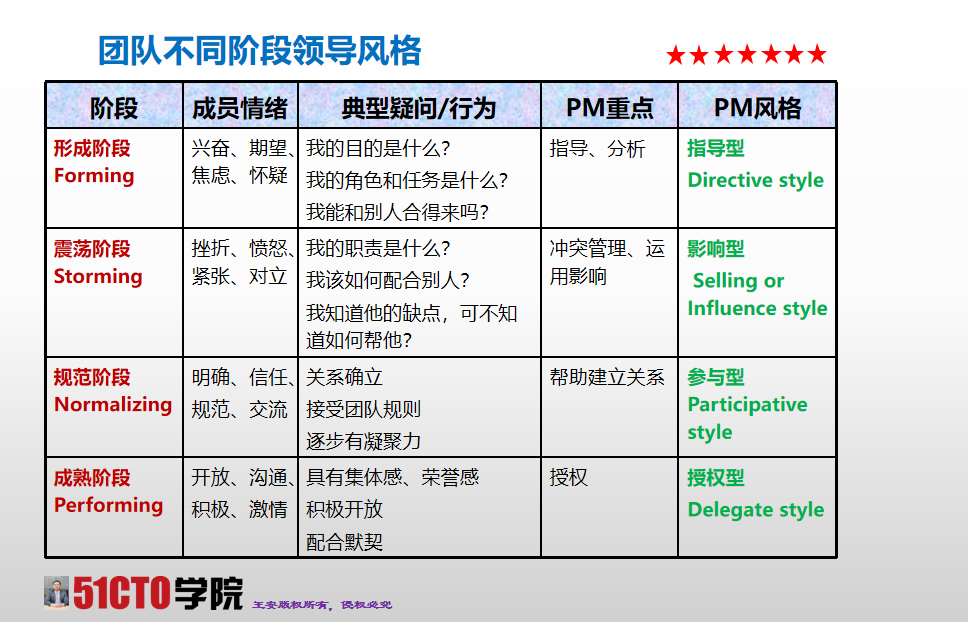 团队不同阶段领导风格
★★★★★★★
阶段 成员情绪 典型疑问/行为 PM重点 PM风格
形成阶段
Forming
兴奋、期望、
焦虑、怀疑
我的目的是什么?
我的角色和任务是什么?
我能和别人合得来吗?
指导、分析
指导型
Directive style
震荡阶段
Storming
挫折、愤怒、
紧张、对立
我的职责是什么?
我该如何配合别人?
我知道他的缺点，可不知
道如何帮他?
冲突管理、运
用影响
影响型
Selling or
Influence style
规范阶段
Normalizing
明确、信任、
规范、交流
关系确立
接受团队规则
逐步有凝聚力
帮助建立关系
参与型
Participative
style
成熟阶段
Performing
开放、沟通、
积极、激情
具有集体感、荣誉感
积极开放
配合默契
授权
授权型
Delegate style
51CTO学院
王安版权所有，侵权必究